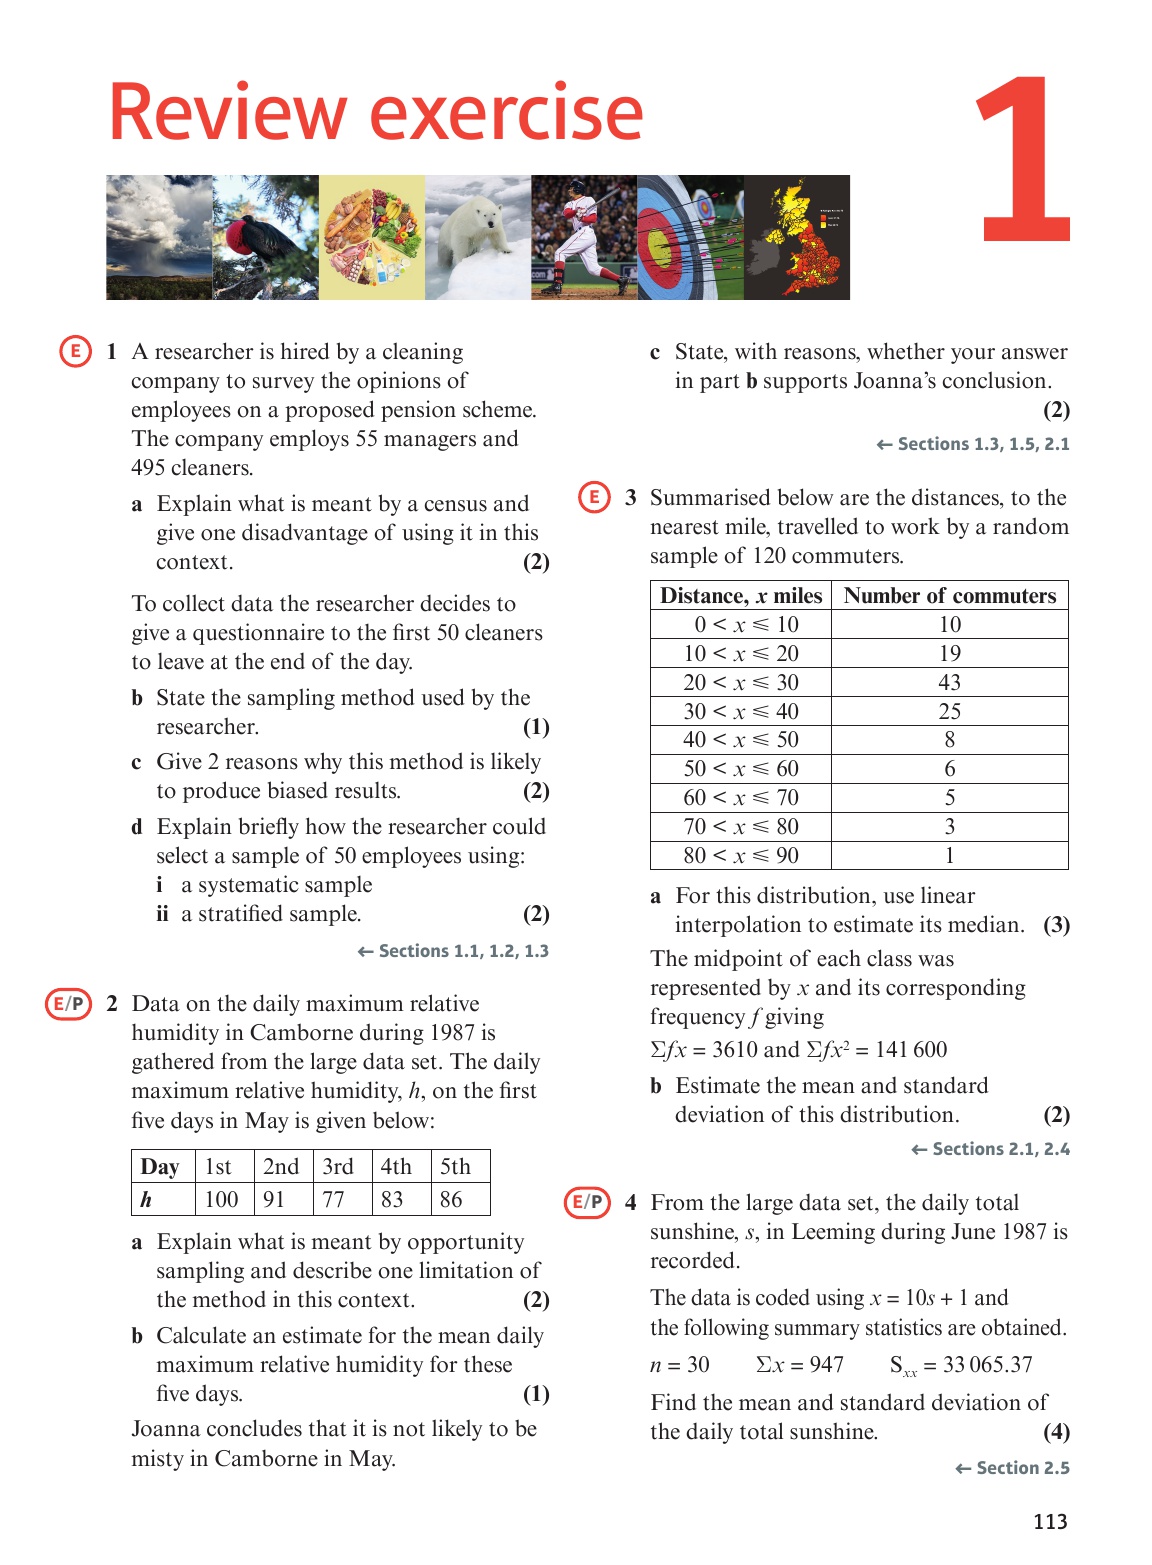 Review exercise
1
E
1 A researcher is hired by a cleaning
company to survey the opinions of
employees on a proposed pension scheme.
The company employs 55 managers and
495 cleaners.
a Explain what is meant by a census and
give one disadvantage of using it in this
context. (2)
To collect data the researcher decides to
give a questionnaire to the first 50 cleaners
to leave at the end of the day.
b State the sampling method used by the
researcher. (1)
c Give 2 reasons why this method is likely
to produce biased results. (2)
d Explain briefly how the researcher could
select a sample of 50 employees using:
i a systematic sample
ii a stratified sample. (2)
← Sections 1.1, 1.2, 1.3
E/P
2 Data on the daily maximum relative
humidity in Camborne during 1987 is
gathered from the large data set. The daily
maximum relative humidity, h, on the first
five days in May is given below:
Day 1st 2nd 3rd 4th 5th
h 100 91 77 83 86
a Explain what is meant by opportunity
sampling and describe one limitation of
the method in this context. (2)
b Calculate an estimate for the mean daily
maximum relative humidity for these
five days. (1)
Joanna concludes that it is not likely to be
misty in Camborne in May.
c State, with reasons, whether your answer
in part b supports Joanna's conclusion.
(2)
← Sections 1.3, 1.5, 2.1
E
3 Summarised below are the distances, to the
nearest mile, travelled to work by a random
sample of 120 commuters.
Distance, x miles Number of commuters
0 < x ⩽ 10 10
10 < x ⩽ 20 19
20 < x ⩽ 30 43
30 < x ⩽ 40 25
40 < x ⩽ 50 8
50 < x ⩽ 60 6
60 < x ⩽ 70 5
70 < x ⩽ 80 3
80 < x ⩽ 90 1
a For this distribution, use linear
interpolation to estimate its median. (3)
The midpoint of each class was
represented by x and its corresponding
frequency f giving
Σfx = 3610 and Σfx² = 141 600
b Estimate the mean and standard
deviation of this distribution. (2)
← Sections 2.1, 2.4
E/P
4 From the large data set, the daily total
sunshine, s, in Leeming during June 1987 is
recorded.
The data is coded using x = 10s + 1 and
the following summary statistics are obtained.
n = 30 Σx = 947 Sₓₓ = 33 065.37
Find the mean and standard deviation of
the daily total sunshine. (4)
← Section 2.5
113